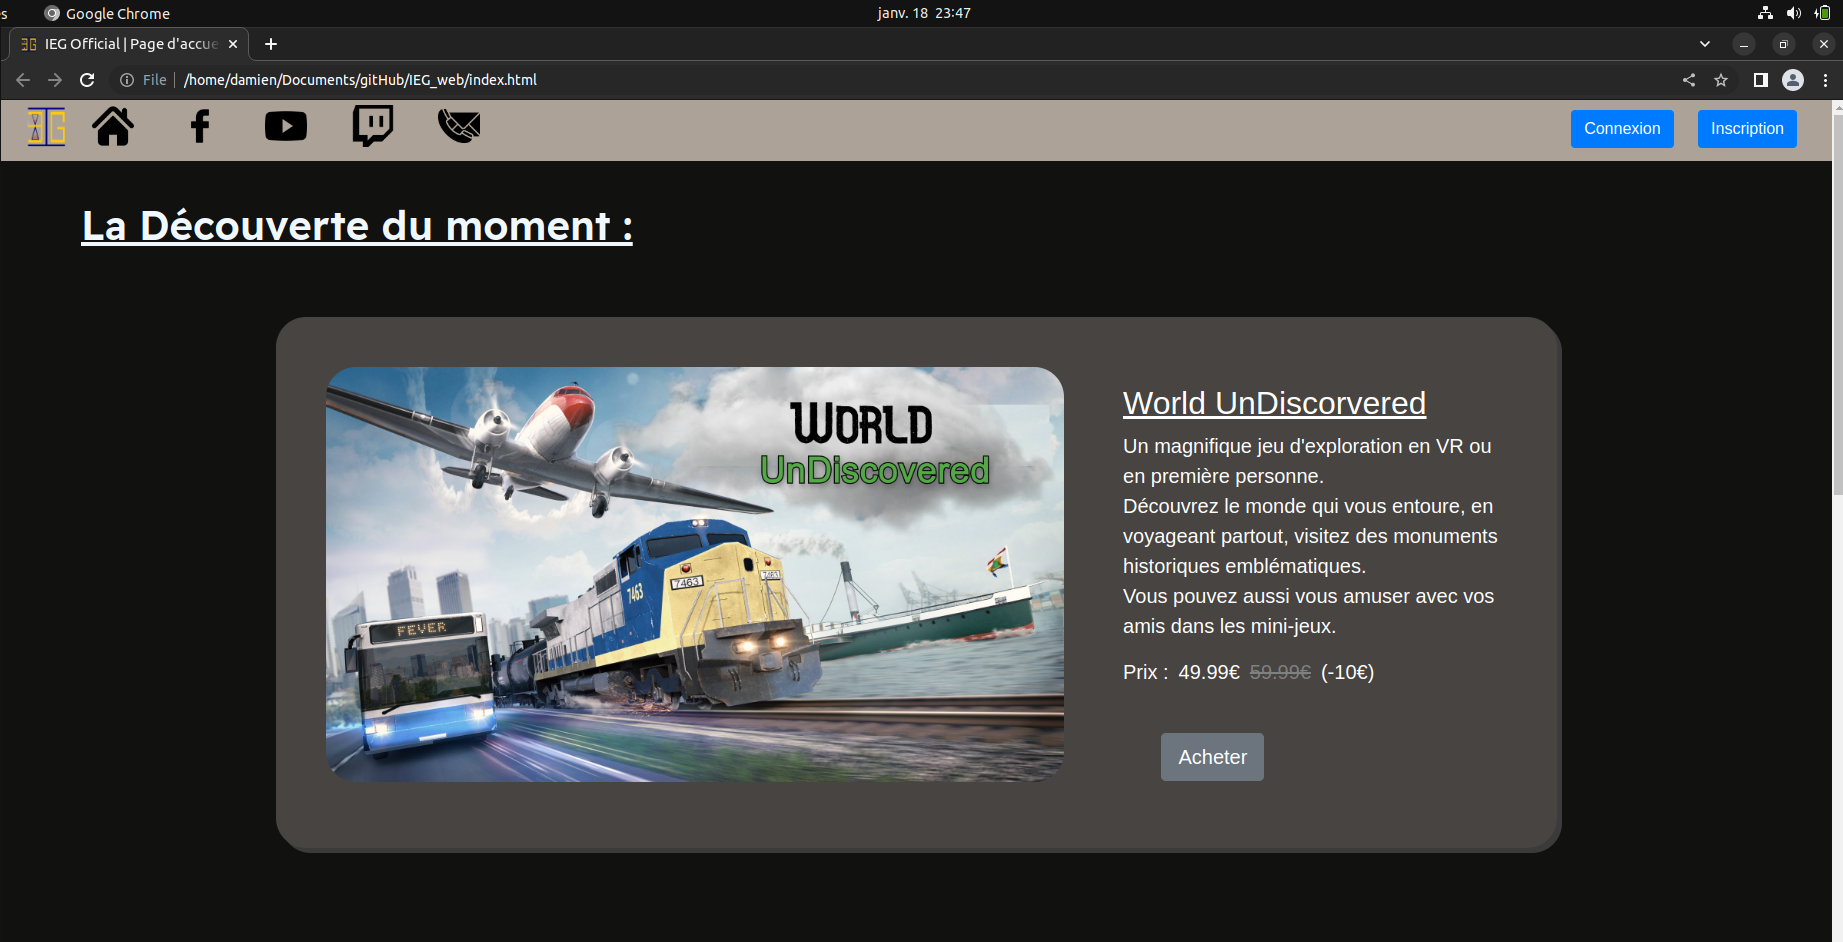 s
Google Chrome
janv. 18 23:47
IEG Official | Page d'accue
File
/home/damien/Documents/gitHub/IEG_web/index.html
Connexion
Inscription
La Découverte du moment :
WORLD
UnDiscovered
7463
7463
7463
FEVER
World UnDiscorvered
Un magnifique jeu d'exploration en VR ou
en première personne.
Découvrez le monde qui vous entoure, en
voyageant partout, visitez des monuments
historiques emblématiques.
Vous pouvez aussi vous amuser avec vos
amis dans les mini-jeux.
Prix : 49.99€ 59.99€ (-10€)
Acheter